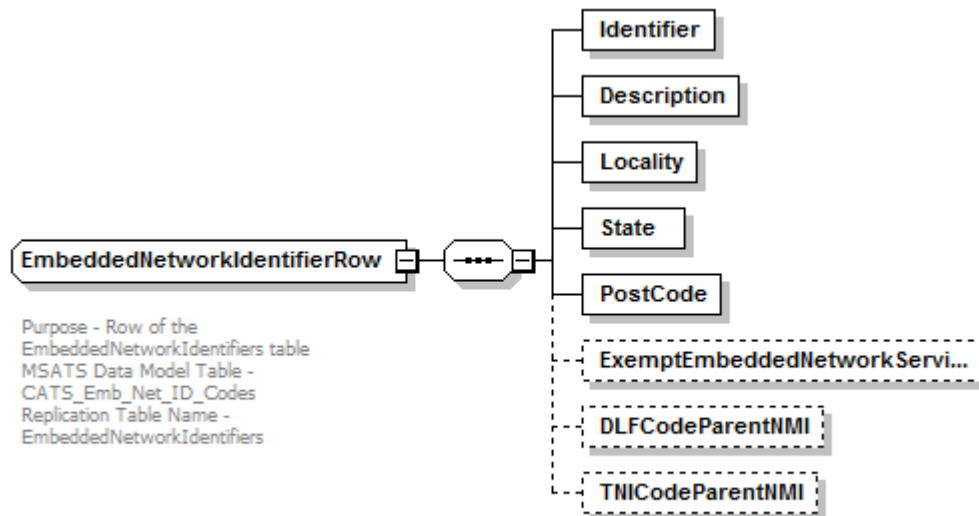 Identifier
Description
Locality
State
EmbeddedNetworkIdentifierRow
PostCode
Purpose - Row of the
EmbeddedNetworkIdentifiers table
MSATS Data Model Table -
CATS_Emb_Net_ID_Codes
Replication Table Name -
EmbeddedNetworkIdentifiers
ExemptEmbeddedNetworkServi...
DLFCodeParentNMI
TNICodeParentNMI